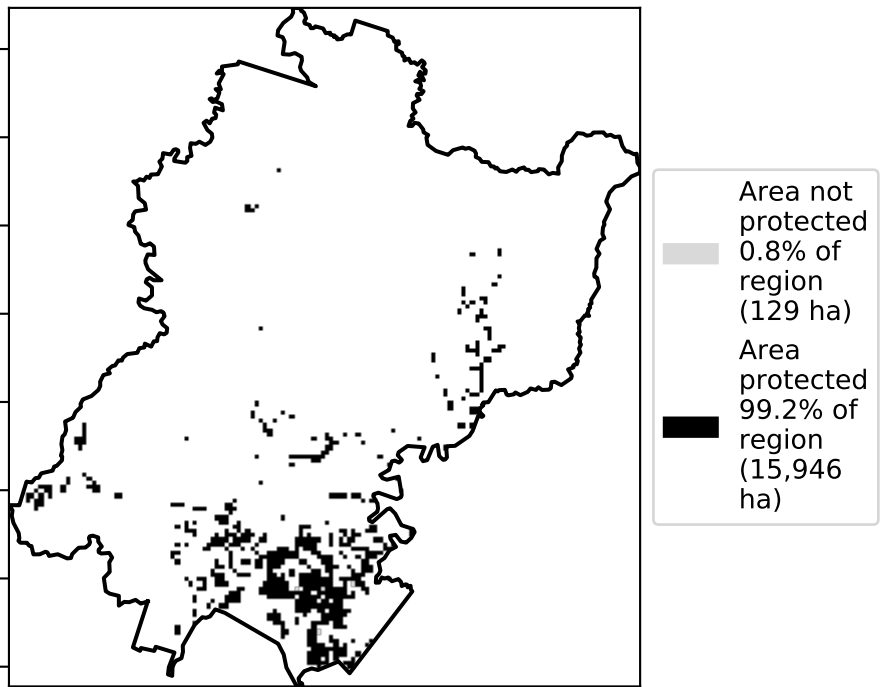 Area not
protected
0.8% of
region
(129 ha)
Area
protected
99.2% of
region
(15,946
ha)